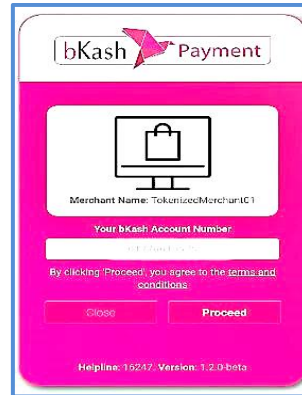 bKash Payment
Merchant Name: TokenizedMerchant01
Your bKash Account Number
By clicking 'Proceed', you agree to the terms and
conditions
Close Proceed
Helpline: 16247, Version: 1.2.0-beta